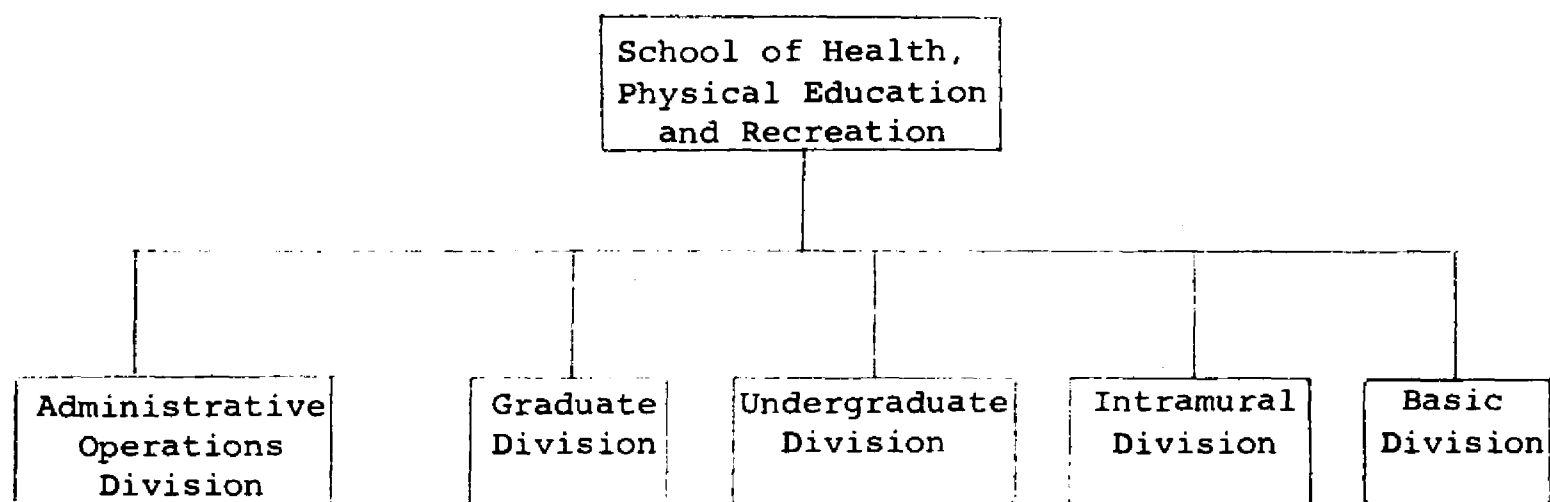 School of Health,
Physical Education
and Recreation
Administrative
Operations
Division
Graduate
Division
Undergraduate
Division
Intramural
Division
Basic
Division